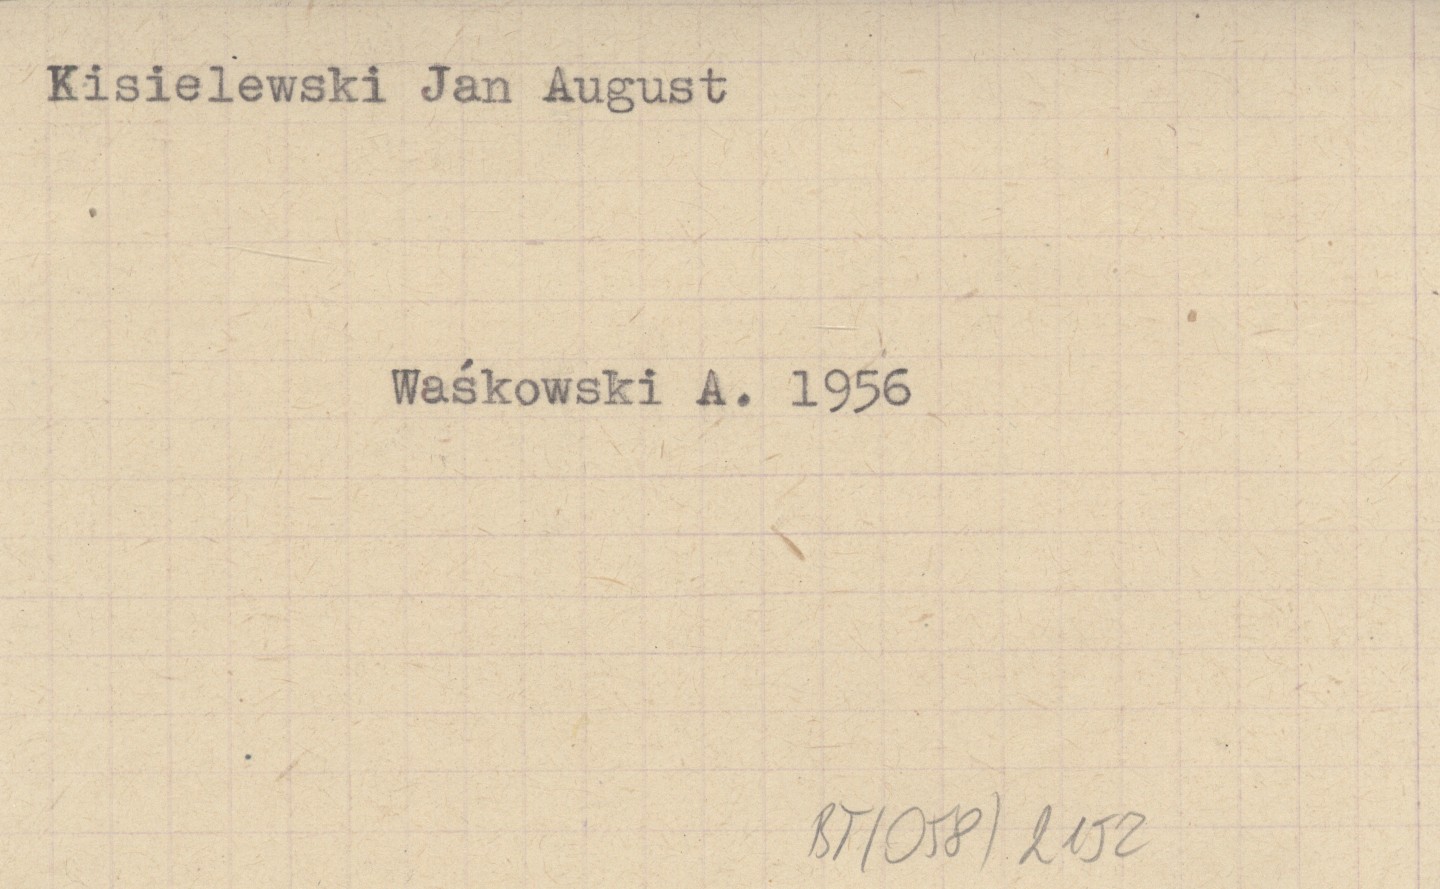 Kisielewski Jan August
Waśkowski A. 1956
BT/058/2152